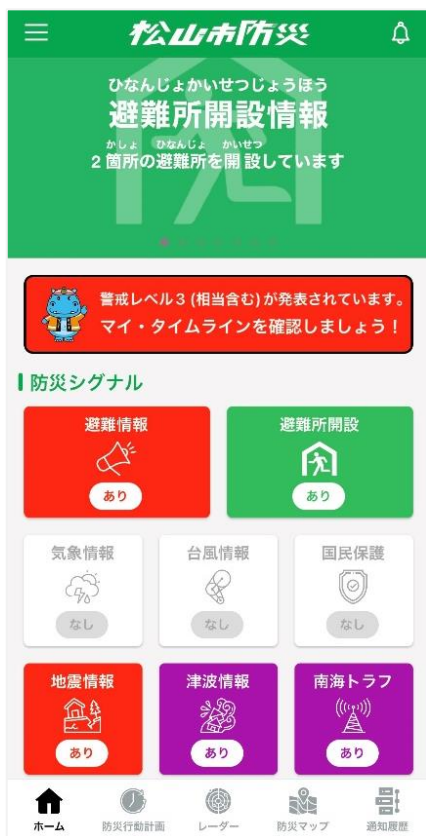 松山市防災
ひなんじょかいせつじょうほう
避難所開設情報
かしょ ひなんじょ かいせつ
2箇所の避難所を開設しています
警戒レベル3 (相当含む) が発表されています。
マイ・タイムラインを確認しましょう！
防災シグナル
避難情報
避難所開設
あり
あり
気象情報
台風情報
国民保護
なし
なし
なし
地震情報
津波情報
南海トラフ
あり
あり
あり
ホーム
防災行動計画
レーダー
防災マップ
通知履歴